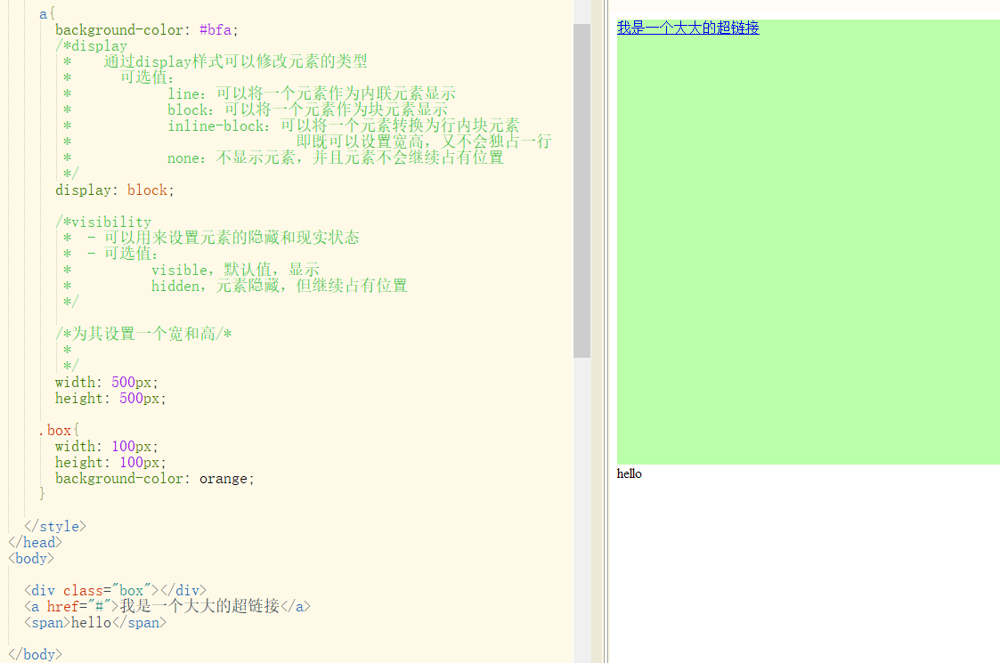 a{
background-color: #bfa;
/*display
*    通过display样式可以修改元素的类型
*      可选值：
*            line：可以将一个元素作为内联元素显示
*            block：可以将一个元素作为块元素显示
*            inline-block：可以将一个元素转换为行内块元素
*                            即既可以设置宽高，又不会独占一行
*            none：不显示元素，并且元素不会继续占有位置
*/
display: block;
/*visibility
*  - 可以用来设置元素的隐藏和现实状态
*  - 可选值：
*          visible，默认值，显示
*          hidden，元素隐藏，但继续占有位置
*/
/*为其设置一个宽和高/*
*
*/
width: 500px;
height: 500px;
.box{
width: 100px;
height: 100px;
background-color: orange;
}
</style>
</head>
<body>
<div class="box"></div>
<a href="#">我是一个大大的超链接</a>
<span>hello</span>
</body>
我是一个大大的超链接
hello